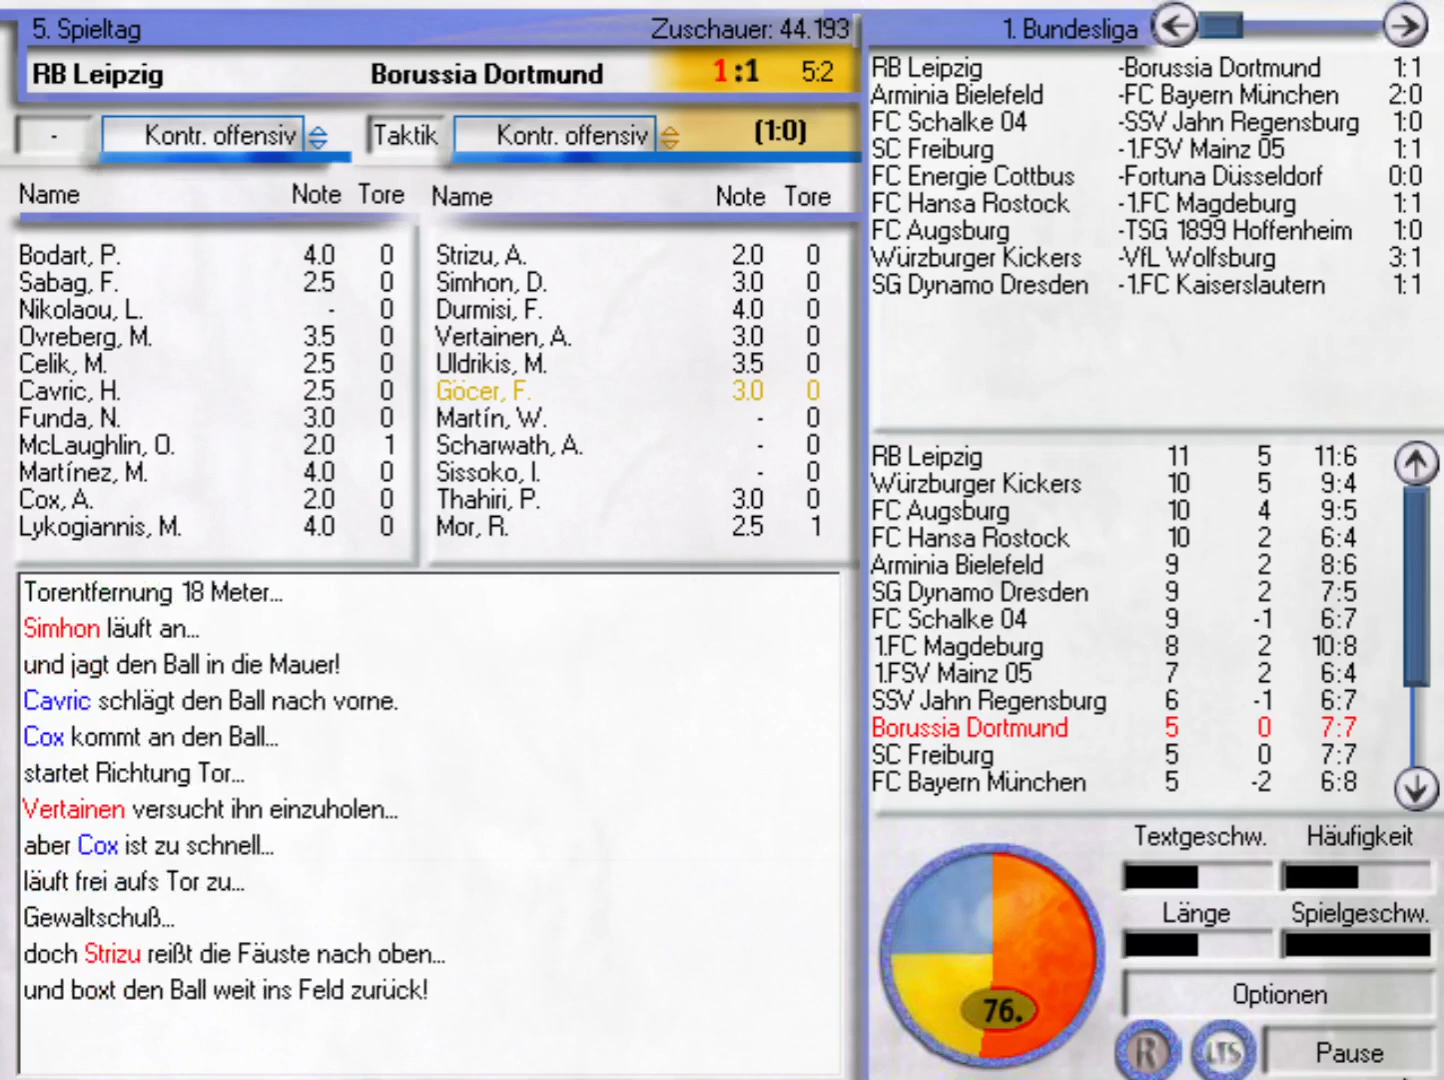 5. Spieltag Zuschauer: 44.193
RB Leipzig Borussia Dortmund 1:1 5:2
- Kontr. offensiv Taktik Kontr. offensiv (1:0)
Name Note Tore Name Note Tore
Bodart, P. 4.0 0 Strizu, A. 2.0 0
Sabag, F. 2.5 0 Simhon, D. 3.0 0
Nikolaou, L. - 0 Durmisi, F. 4.0 0
Ovreberg, M. 3.5 0 Vertainen, A. 3.0 0
Celik, M. 2.5 0 Uldrikis, M. 3.5 0
Cavric, H. 2.5 0 Göcer, F. 3.0 0
Funda, N. 3.0 0 Martín, W. - 0
McLaughlin, O. 2.0 1 Scharwath, A. - 0
Martínez, M. 4.0 0 Sissoko, I. - 0
Cox, A. 2.0 0 Thahiri, P. 3.0 0
Lykogiannis, M. 4.0 0 Mor, R. 2.5 1
Torentfernung 18 Meter...
Simhon läuft an...
und jagt den Ball in die Mauer!
Cavric schlägt den Ball nach vorne.
Cox kommt an den Ball...
startet Richtung Tor...
Vertainen versucht ihn einzuholen...
aber Cox ist zu schnell...
läuft frei aufs Tor zu...
Gewaltschuß...
doch Strizu reißt die Fäuste nach oben...
und boxt den Ball weit ins Feld zurück!
1. Bundesliga
RB Leipzig -Borussia Dortmund 1:1
Arminia Bielefeld -FC Bayern München 2:0
FC Schalke 04 -SSV Jahn Regensburg 1:0
SC Freiburg -1.FSV Mainz 05 1:1
FC Energie Cottbus -Fortuna Düsseldorf 0:0
FC Hansa Rostock -1.FC Magdeburg 1:1
FC Augsburg -TSG 1899 Hoffenheim 1:0
Würzburger Kickers -VfL Wolfsburg 3:1
SG Dynamo Dresden -1.FC Kaiserslautern 1:1
RB Leipzig 11 5 11:6
Würzburger Kickers 10 5 9:4
FC Augsburg 10 4 9:5
FC Hansa Rostock 10 2 6:4
Arminia Bielefeld 9 2 8:6
SG Dynamo Dresden 9 2 7:5
FC Schalke 04 9 -1 6:7
1.FC Magdeburg 8 2 10:8
1.FSV Mainz 05 7 2 6:4
SSV Jahn Regensburg 6 -1 6:7
Borussia Dortmund 5 0 7:7
SC Freiburg 5 0 7:7
FC Bayern München 5 -2 6:8
76.
Textgeschw. Häufigkeit
Länge Spielgeschw.
Optionen
R LTS Pause